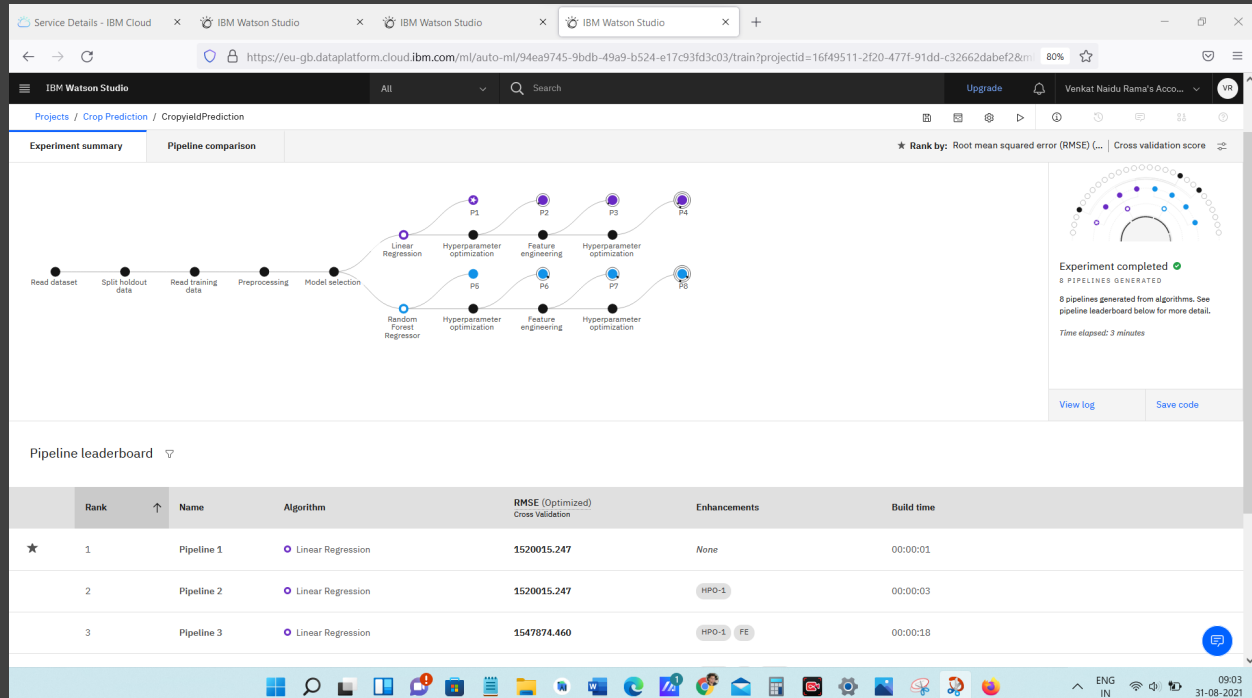 Service Details - IBM Cloud
IBM Watson Studio
IBM Watson Studio
IBM Watson Studio
https://eu-gb.dataplatform.cloud.ibm.com/ml/auto-ml/94ea9745-9bdb-49a9-b524-e17c93fd3c03/train?projectid=16f49511-2f20-477f-91dd-c32662dabef2&m
80%
IBM Watson Studio
All
Search
Upgrade
Venkat Naidu Rama's Acco...
VR
Projects / Crop Prediction / CropyieldPrediction
Experiment summary
Pipeline comparison
★ Rank by: Root mean squared error (RMSE) (... | Cross validation score
P1
P2
P3
P4
Linear
Regression
Hyperparameter
optimization
Feature
engineering
Hyperparameter
optimization
Read dataset
Split holdout
data
Read training
data
Preprocessing
Model selection
P5
P6
P7
P8
Random
Forest
Regressor
Hyperparameter
optimization
Feature
engineering
Hyperparameter
optimization
Experiment completed
8 PIPELINES GENERATED
8 pipelines generated from algorithms. See
pipeline leaderboard below for more detail.
Time elapsed: 3 minutes
View log
Save code
Pipeline leaderboard
Rank Name Algorithm RMSE (Optimized) Enhancements Build time
Cross Validation
1 Pipeline 1 Linear Regression 1520015.247 None 00:00:01
2 Pipeline 2 Linear Regression 1520015.247 HPO-1 00:00:03
3 Pipeline 3 Linear Regression 1547874.460 HPO-1 FE 00:00:18
ENG
IN
09:03
31-08-2021